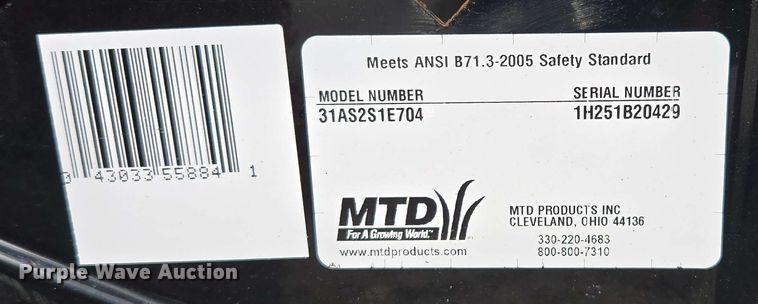 0 43033 55884 1
Meets ANSI B71.3-2005 Safety Standard
MODEL NUMBER SERIAL NUMBER
31AS2S1E704 1H251B20429
MTD
For A Growing World.™
www.mtdproducts.com
MTD PRODUCTS INC
CLEVELAND, OHIO 44136
330-220-4683
800-800-7310
Purple Wave Auction